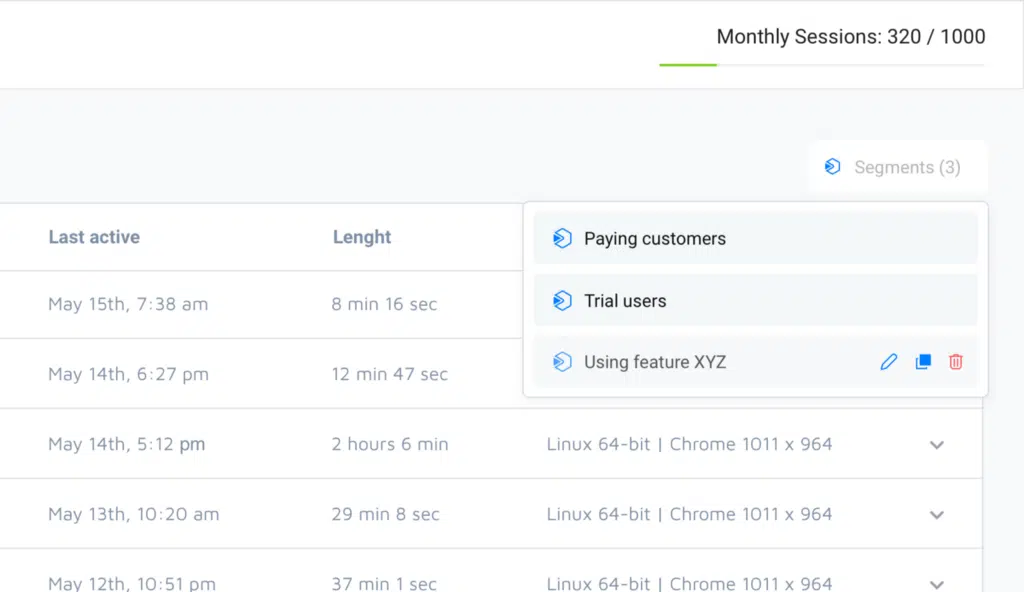 Monthly Sessions: 320 / 1000
Segments (3)
Last active Lenght
Paying customers
May 15th, 7:38 am 8 min 16 sec
Trial users
May 14th, 6:27 pm 12 min 47 sec
Using feature XYZ
May 14th, 5:12 pm 2 hours 6 min Linux 64-bit | Chrome 1011 x 964
May 13th, 10:20 am 29 min 8 sec Linux 64-bit | Chrome 1011 x 964
May 12th, 10:51 pm 37 min 1 sec Linux 64-bit | Chrome 1011 x 964